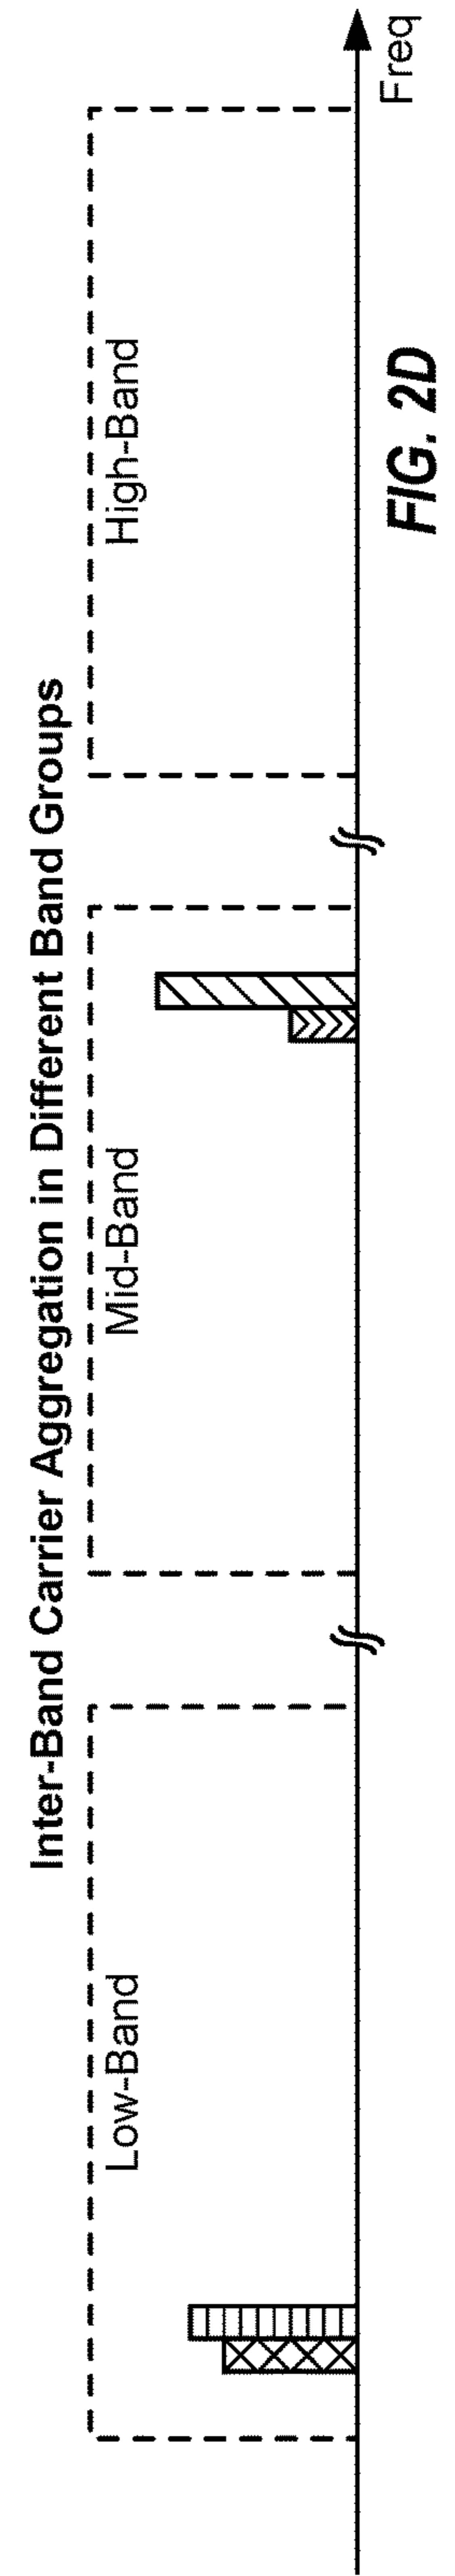 Inter-Band Carrier Aggregation in Different Band Groups
Low-Band
Mid-Band
High-Band
Freq
FIG. 2D